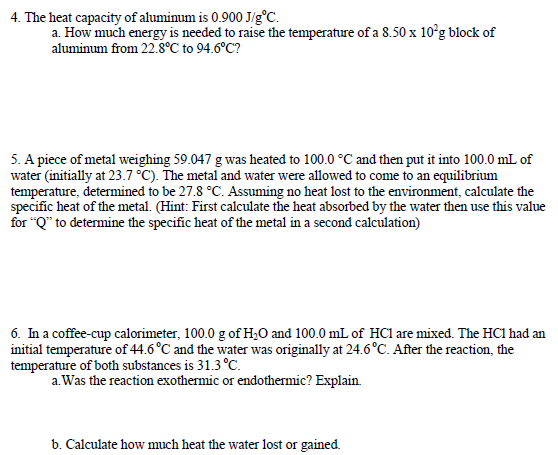 4. The heat capacity of aluminum is 0.900 J/g°C.
a. How much energy is needed to raise the temperature of a 8.50 x 10²g block of
aluminum from 22.8°C to 94.6°C?
5. A piece of metal weighing 59.047 g was heated to 100.0 °C and then put it into 100.0 mL of
water (initially at 23.7 °C). The metal and water were allowed to come to an equilibrium
temperature, determined to be 27.8 °C. Assuming no heat lost to the environment, calculate the
specific heat of the metal. (Hint: First calculate the heat absorbed by the water then use this value
for “Q” to determine the specific heat of the metal in a second calculation)
6. In a coffee-cup calorimeter, 100.0 g of H₂O and 100.0 mL of HCl are mixed. The HCl had an
initial temperature of 44.6°C and the water was originally at 24.6°C. After the reaction, the
temperature of both substances is 31.3°C.
a. Was the reaction exothermic or endothermic? Explain.
b. Calculate how much heat the water lost or gained.